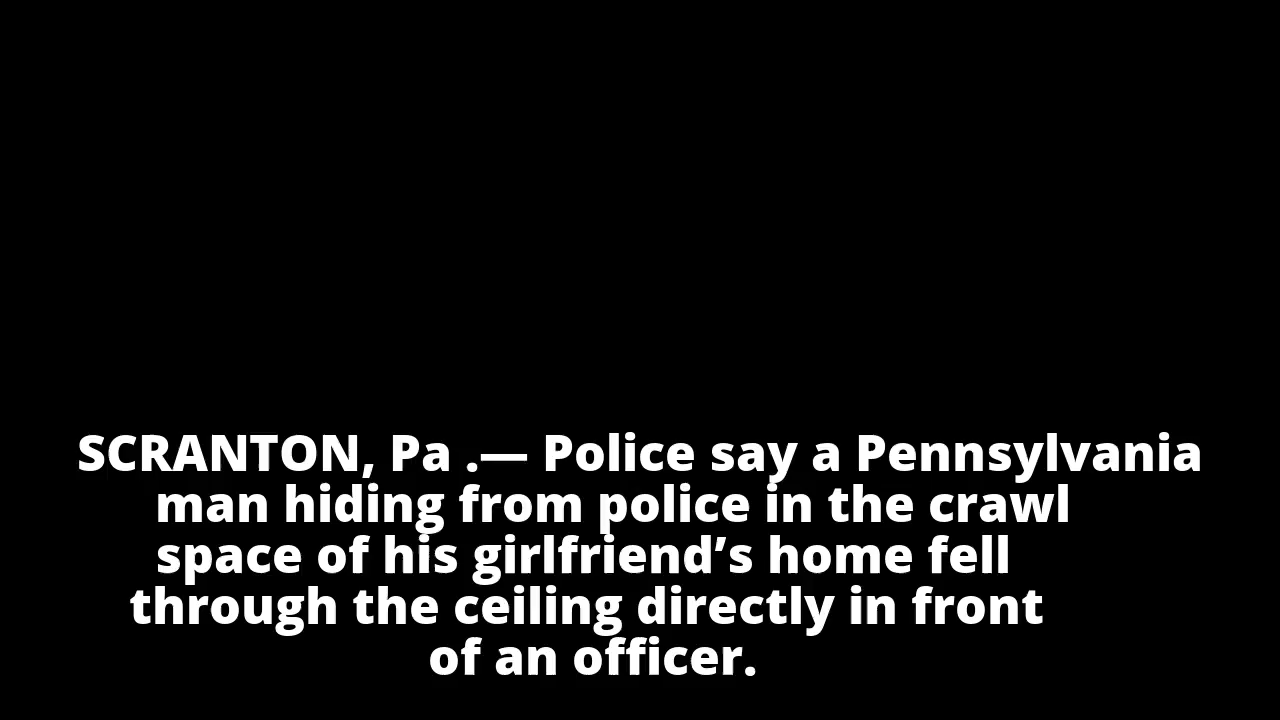 SCRANTON, Pa .— Police say a Pennsylvania
man hiding from police in the crawl
space of his girlfriend’s home fell
through the ceiling directly in front
of an officer.